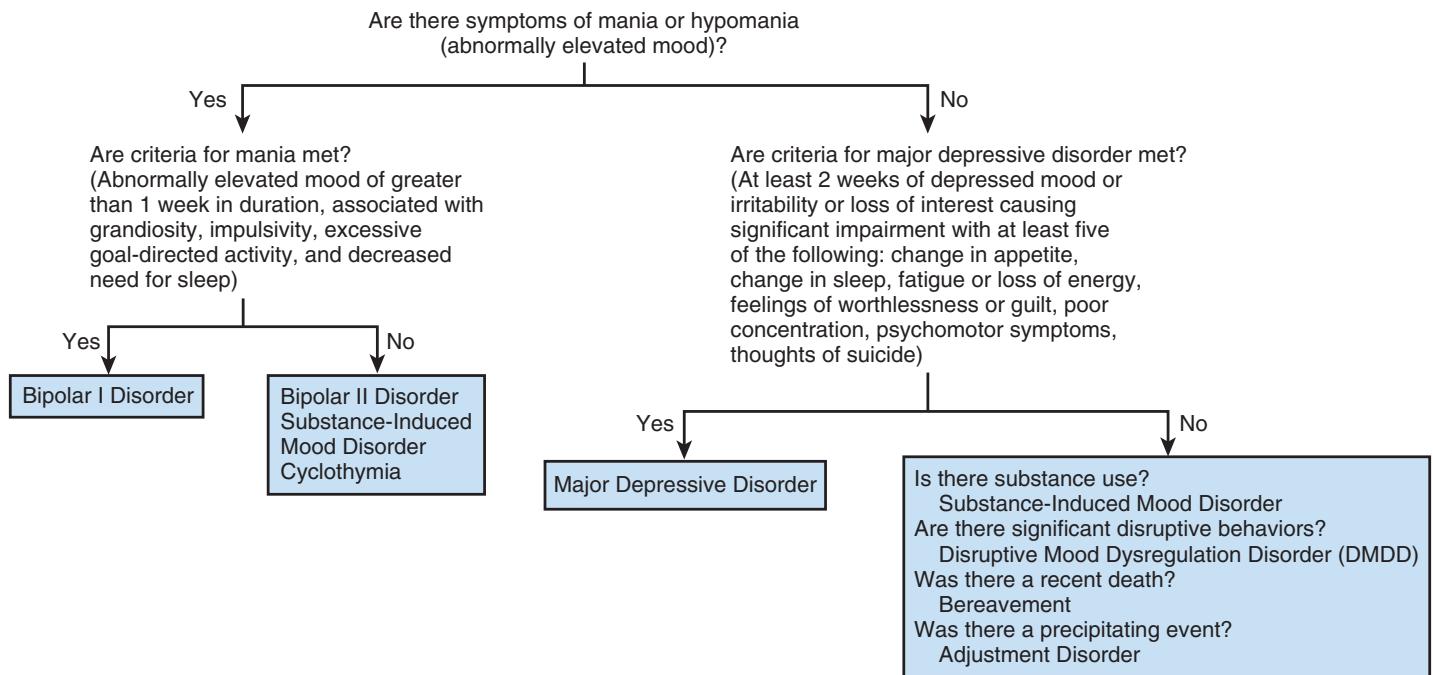 Are there symptoms of mania or hypomania
(abnormally elevated mood)?
Yes
No
Are criteria for mania met?
(Abnormally elevated mood of greater
than 1 week in duration, associated with
grandiosity, impulsivity, excessive
goal-directed activity, and decreased
need for sleep)
Yes
No
Bipolar I Disorder
Bipolar II Disorder
Substance-Induced
Mood Disorder
Cyclothymia
Are criteria for major depressive disorder met?
(At least 2 weeks of depressed mood or
irritability or loss of interest causing
significant impairment with at least five
of the following: change in appetite,
change in sleep, fatigue or loss of energy,
feelings of worthlessness or guilt, poor
concentration, psychomotor symptoms,
thoughts of suicide)
Yes
No
Major Depressive Disorder
Is there substance use?
Substance-Induced Mood Disorder
Are there significant disruptive behaviors?
Disruptive Mood Dysregulation Disorder (DMDD)
Was there a recent death?
Bereavement
Was there a precipitating event?
Adjustment Disorder